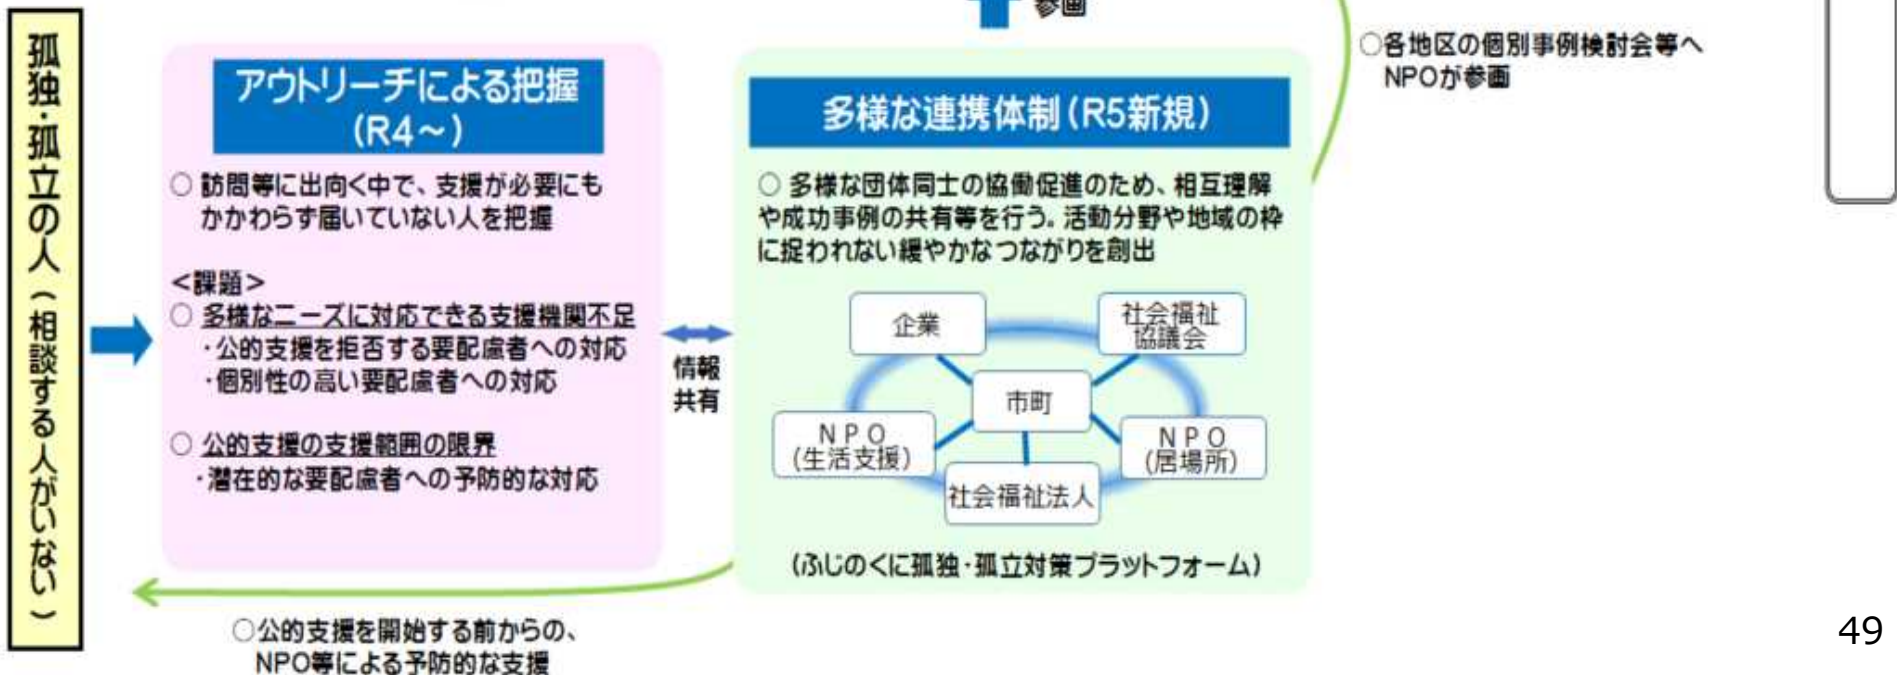 参画
孤独・孤立の人（相談する人がいない）
アウトリーチによる把握
（R4～）
○ 訪問等に出向く中で、支援が必要にも
かかわらず届いていない人を把握
＜課題＞
○ 多様なニーズに対応できる支援機関不足
・公的支援を拒否する要配慮者への対応
・個別性の高い要配慮者への対応
○ 公的支援の支援範囲の限界
・潜在的な要配慮者への予防的な対応
情報
共有
多様な連携体制（R5新規）
○ 多様な団体同士の協働促進のため、相互理解
や成功事例の共有等を行う。活動分野や地域の枠
に捉われない緩やかなつながりを創出
企業
社会福祉
協議会
市町
ＮＰＯ
（生活支援）
ＮＰＯ
（居場所）
社会福祉法人
（ふじのくに孤独・孤立対策プラットフォーム）
○各地区の個別事例検討会等へ
NPOが参画
○公的支援を開始する前からの、
NPO等による予防的な支援
49